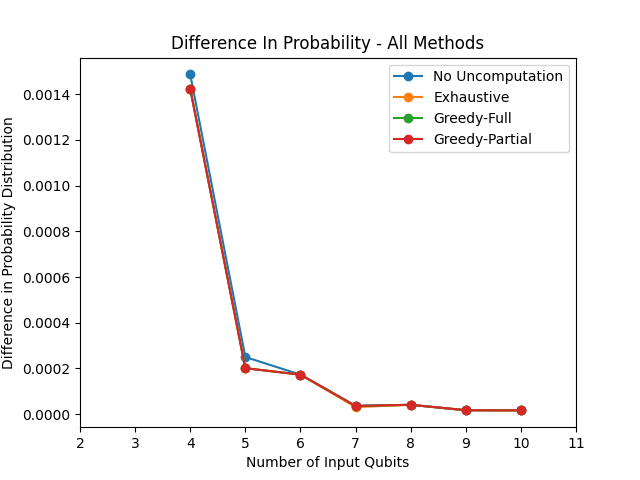 Difference In Probability - All Methods
No Uncomputation
Exhaustive
Greedy-Full
Greedy-Partial
Difference in Probability Distribution
0.0014
0.0012
0.0010
0.0008
0.0006
0.0004
0.0002
0.0000
2 3 4 5 6 7 8 9 10 11
Number of Input Qubits